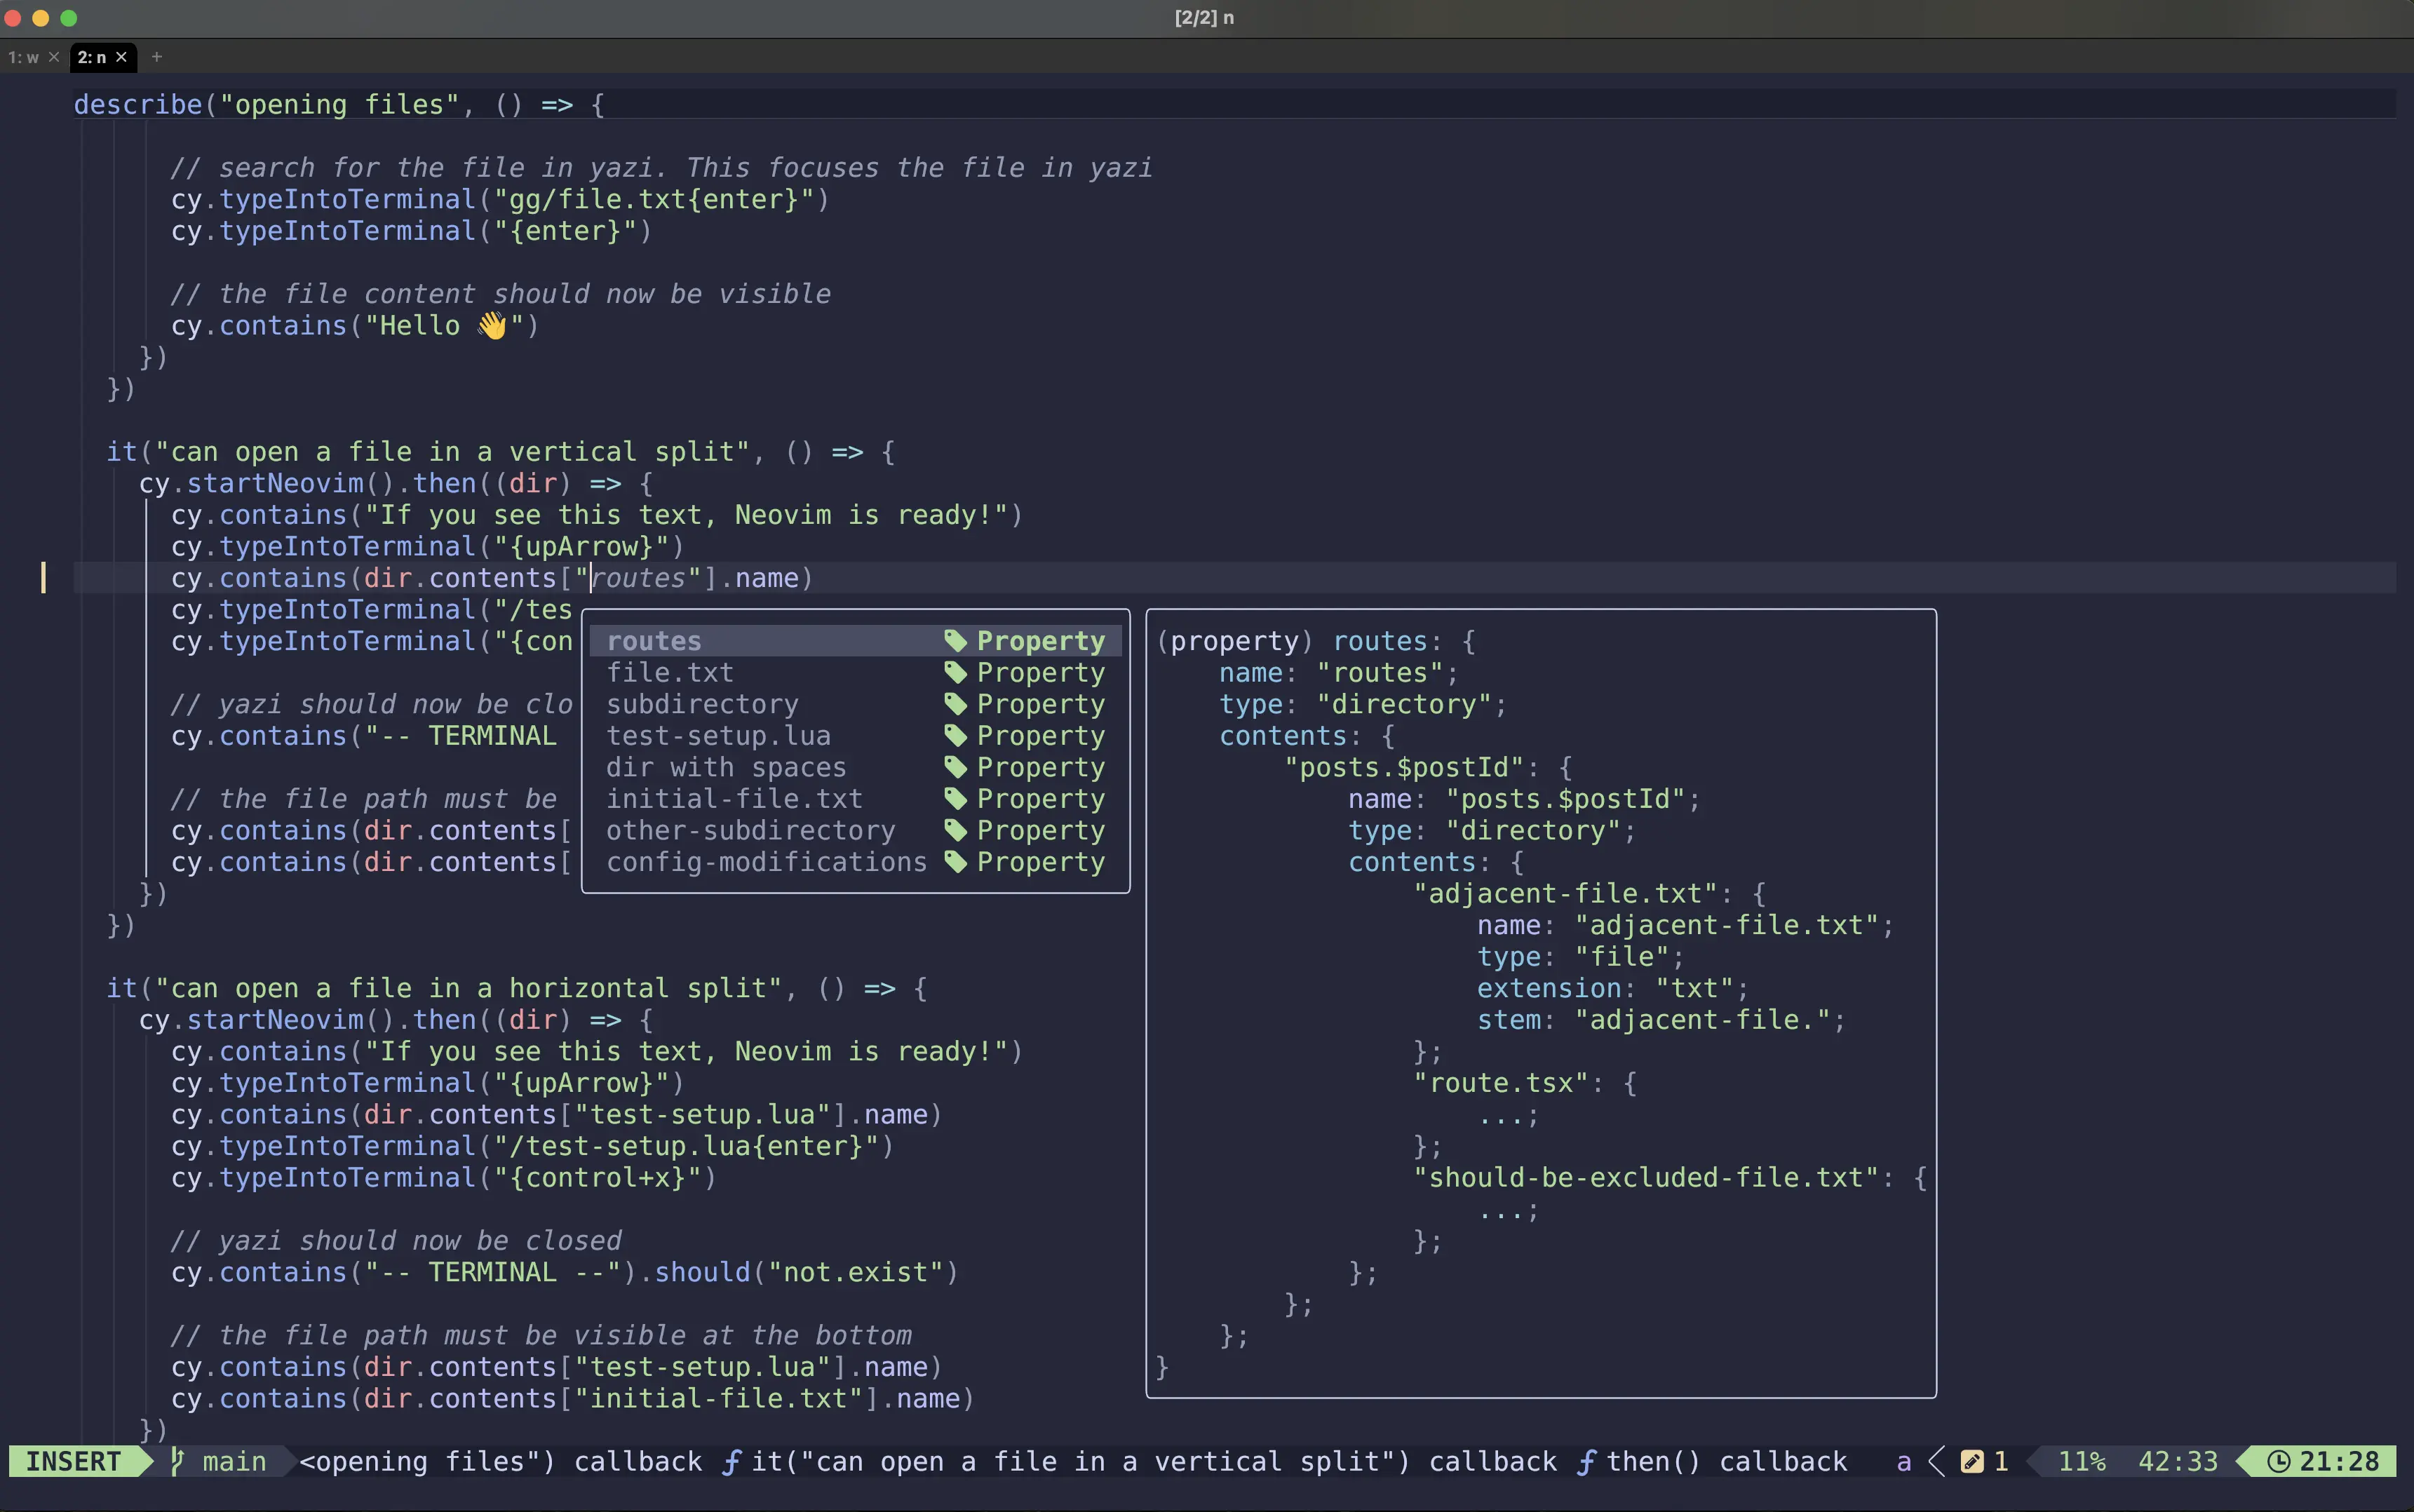 [2/2] n
1: w × 2: n × +
describe("opening files", () => {
// search for the file in yazi. This focuses the file in yazi
cy.typeIntoTerminal("gg/file.txt{enter}")
cy.typeIntoTerminal("{enter}")
// the file content should now be visible
cy.contains("Hello 👋")
})
})
it("can open a file in a vertical split", () => {
cy.startNeovim().then((dir) => {
cy.contains("If you see this text, Neovim is ready!")
cy.typeIntoTerminal("{upArrow}")
cy.contains(dir.contents["routes"].name)
cy.typeIntoTerminal("/tes
cy.typeIntoTerminal("{con
// yazi should now be clo
cy.contains("-- TERMINAL
// the file path must be
cy.contains(dir.contents[
cy.contains(dir.contents[
})
})
routes Property
file.txt Property
subdirectory Property
test-setup.lua Property
dir with spaces Property
initial-file.txt Property
other-subdirectory Property
config-modifications Property
(property) routes: {
name: "routes";
type: "directory";
contents: {
"posts.$postId": {
name: "posts.$postId";
type: "directory";
contents: {
"adjacent-file.txt": {
name: "adjacent-file.txt";
type: "file";
extension: "txt";
stem: "adjacent-file.";
};
"route.tsx": {
...;
};
"should-be-excluded-file.txt": {
...;
};
};
};
};
}
it("can open a file in a horizontal split", () => {
cy.startNeovim().then((dir) => {
cy.contains("If you see this text, Neovim is ready!")
cy.typeIntoTerminal("{upArrow}")
cy.contains(dir.contents["test-setup.lua"].name)
cy.typeIntoTerminal("/test-setup.lua{enter}")
cy.typeIntoTerminal("{control+x}")
// yazi should now be closed
cy.contains("-- TERMINAL --").should("not.exist")
// the file path must be visible at the bottom
cy.contains(dir.contents["test-setup.lua"].name)
cy.contains(dir.contents["initial-file.txt"].name)
})
INSERT main <opening files") callback ƒ it("can open a file in a vertical split") callback ƒ then() callback a 1 11% 42:33 21:28